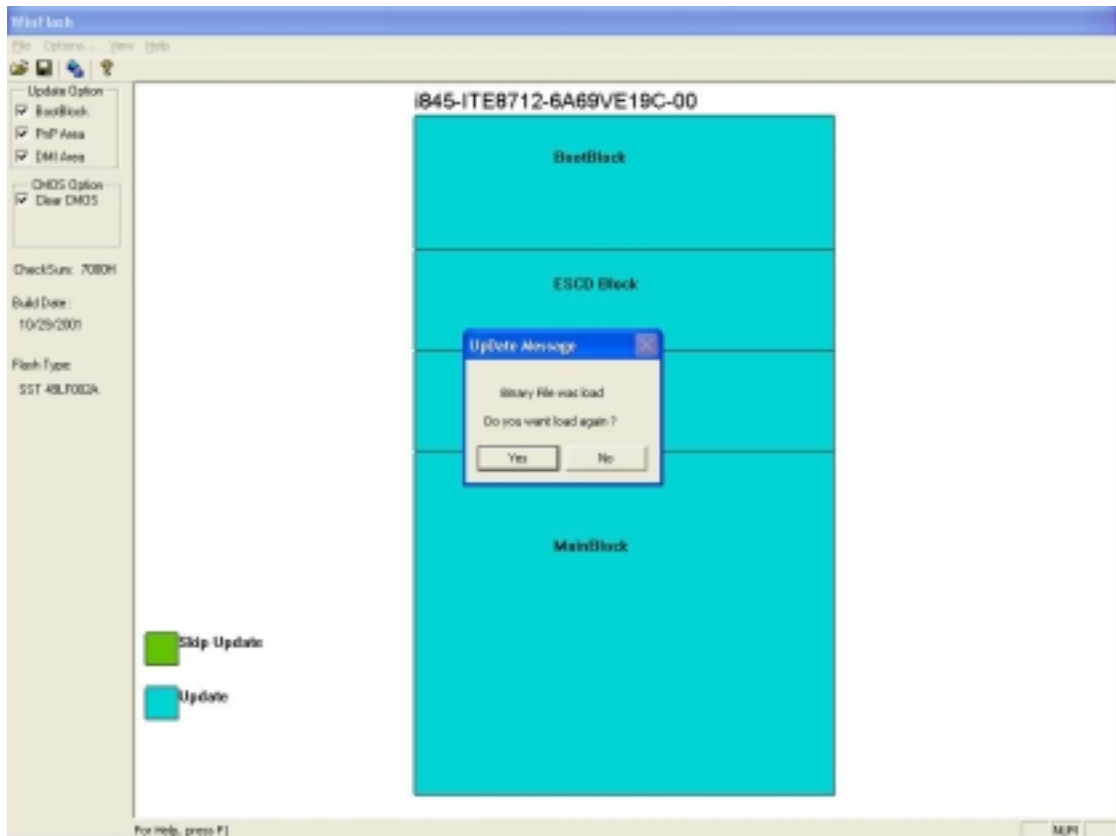 WinFlash
File Options... View Help
Update Option
BootBlock
PnP Area
DMI Area
CMOS Option
Clear CMOS
CheckSum: 7080H
Build Date :
10/29/2001
Flash Type:
SST 49LF002A
i845-ITE8712-6A69VE19C-00
BootBlock
ESCD Block
UpDate Message
Binary File was load
Do you want load again ?
Yes No
MainBlock
Skip Update
Update
For Help, press F1
NUM